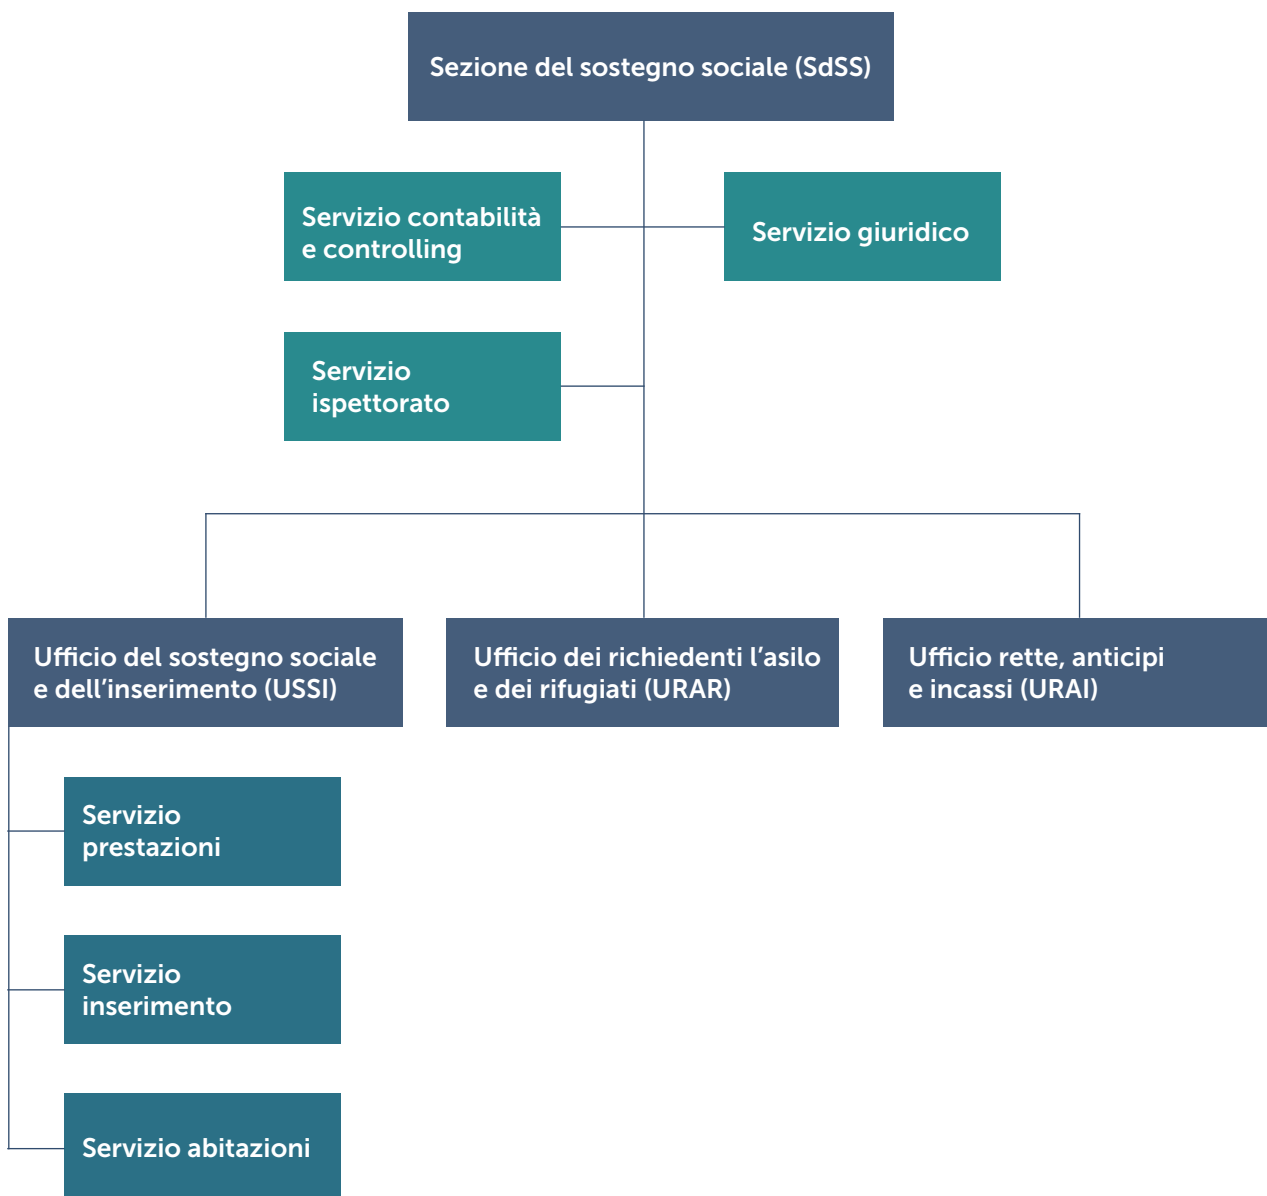 Sezione del sostegno sociale (SdSS)
Servizio contabilità
e controlling
Servizio giuridico
Servizio
ispettorato
Ufficio del sostegno sociale
e dell’inserimento (USSI)
Ufficio dei richiedenti l’asilo
e dei rifugiati (URAR)
Ufficio rette, anticipi
e incassi (URAI)
Servizio
prestazioni
Servizio
inserimento
Servizio abitazioni